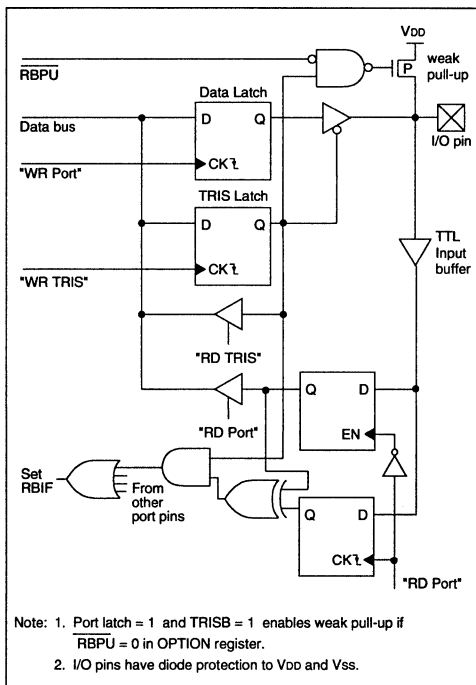 VDD
RBPU
P
weak
pull-up
Data Latch
Data bus
D
Q
I/O pin
"WR Port"
CK
TRIS Latch
D
Q
TTL
Input
buffer
"WR TRIS"
CK
"RD TRIS"
Q
D
"RD Port"
EN
Set
RBIF
From
other
port pins
Q
D
CK
"RD Port"
Note: 1. Port latch = 1 and TRISB = 1 enables weak pull-up if
RBPU = 0 in OPTION register.
2. I/O pins have diode protection to VDD and VSS.